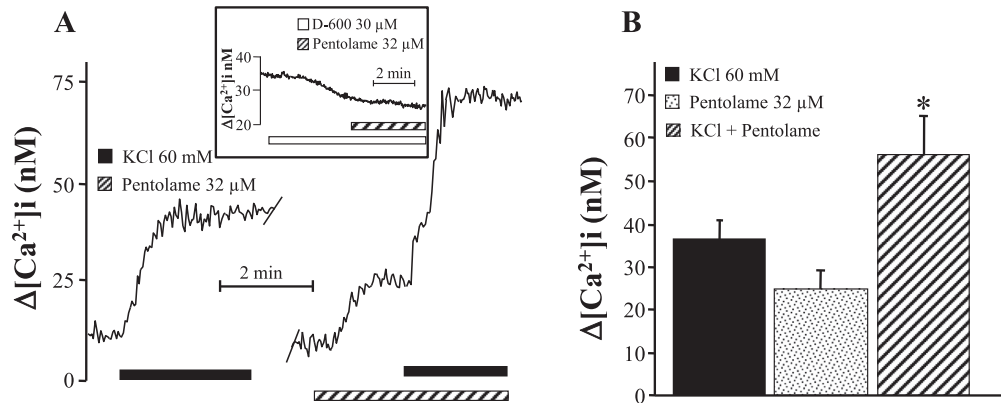 A
D-600 30 µM
Pentolame 32 µM
2 min
Δ[Ca²⁺]i nM
40
30
20
Δ[Ca²⁺]i (nM)
75
50
25
0
KCl 60 mM
Pentolame 32 µM
2 min
B
KCl 60 mM
Pentolame 32 µM
KCl + Pentolame
Δ[Ca²⁺]i (nM)
70
60
50
40
30
20
10
0
*